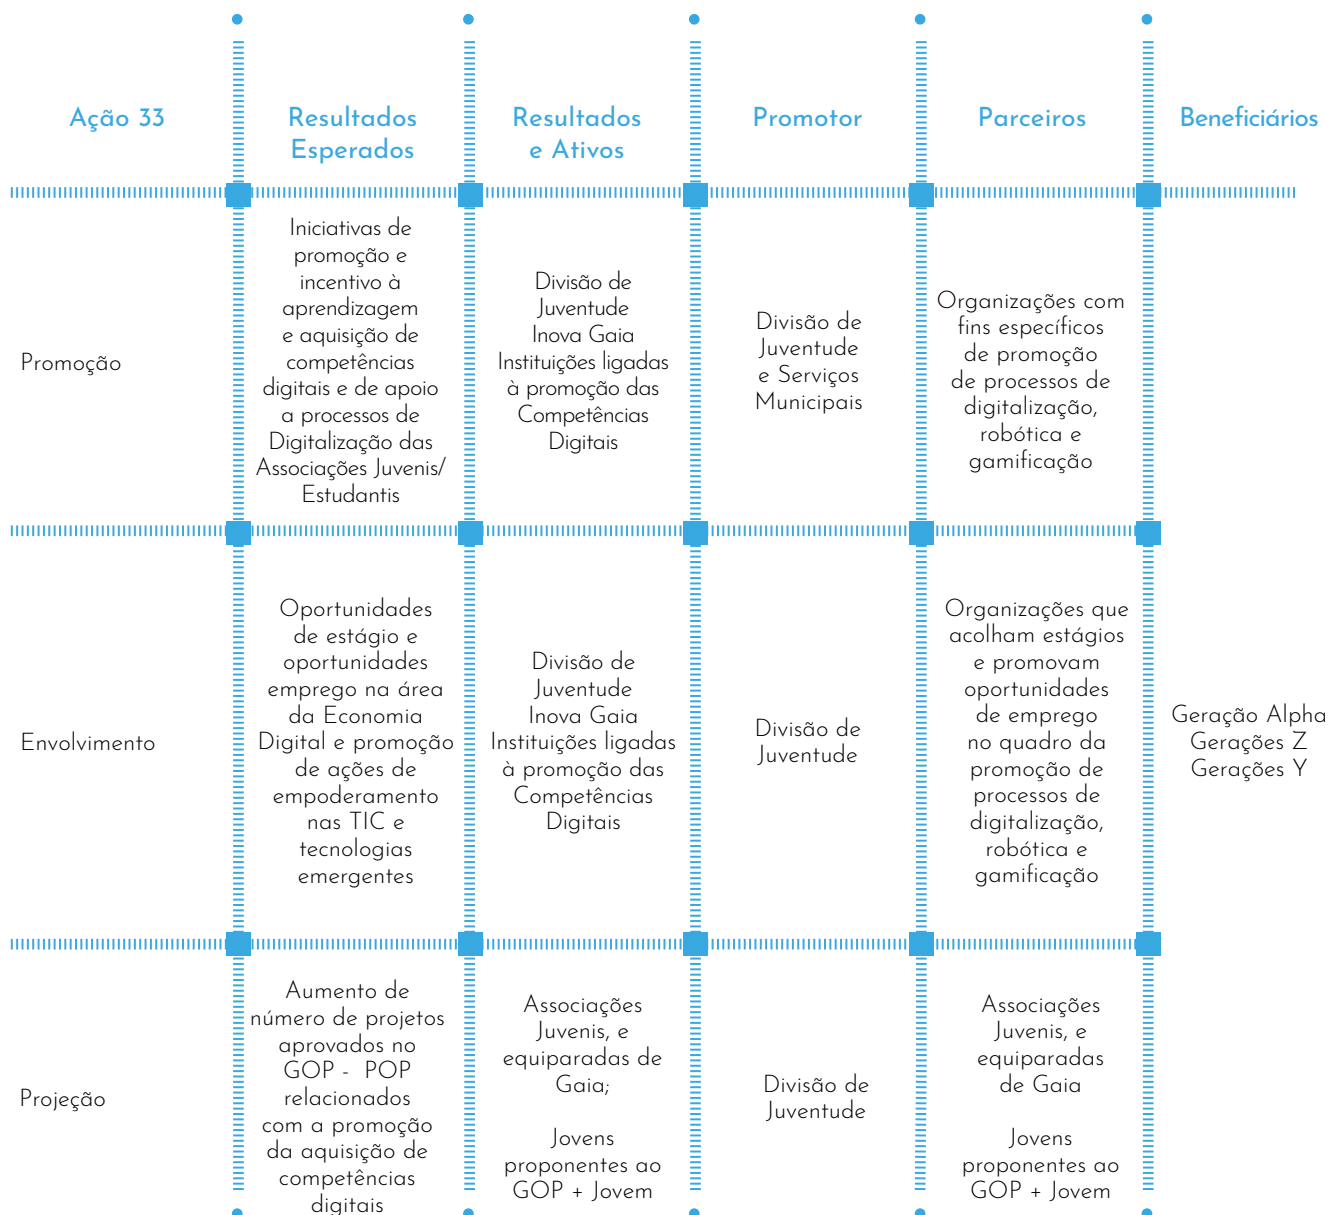 Ação 33
Resultados
Esperados
Resultados
e Ativos
Promotor
Parceiros
Beneficiários
Promoção
Iniciativas de
promoção e
incentivo à
aprendizagem
e aquisição de
competências
digitais e de apoio
a processos de
Digitalização das
Associações Juvenis/
Estudantis
Divisão de
Juventude
Inova Gaia
Instituições ligadas
à promoção das
Competências
Digitais
Divisão de
Juventude
e Serviços
Municipais
Organizações com
fins específicos
de promoção
de processos de
digitalização,
robótica e
gamificação
Envolvimento
Oportunidades
de estágio e
oportunidades
emprego na área
da Economia
Digital e promoção
de ações de
empoderamento
nas TIC e
tecnologias
emergentes
Divisão de
Juventude
Inova Gaia
Instituições ligadas
à promoção das
Competências
Digitais
Divisão de
Juventude
Organizações que
acolham estágios
e promovam
oportunidades
de emprego
no quadro da
promoção de
processos de
digitalização,
robótica e
gamificação
Geração Alpha
Gerações Z
Gerações Y
Projeção
Aumento de
número de projetos
aprovados no
GOP - POP
relacionados
com a promoção
da aquisição de
competências
digitais
Associações
Juvenis, e
equiparadas de
Gaia;
Jovens
proponentes ao
GOP + Jovem
Divisão de
Juventude
Associações
Juvenis, e
equiparadas
de Gaia
Jovens
proponentes ao
GOP + Jovem